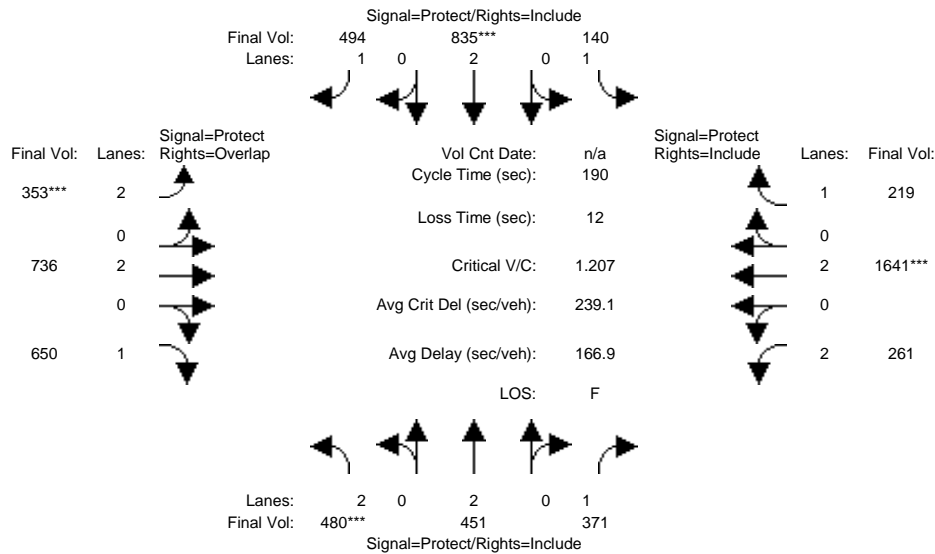 Signal=Protect/Rights=Include
Final Vol: 494 835*** 140
Lanes: 1 0 2 0 1
Signal=Protect
Final Vol: Lanes: Rights=Overlap
Vol Cnt Date: n/a
Signal=Protect
Rights=Include Lanes: Final Vol:
Cycle Time (sec): 190
353*** 2
1 219
Loss Time (sec): 12
0
0
736 2
Critical V/C: 1.207
2 1641***
0
Avg Crit Del (sec/veh): 239.1
0
650 1
Avg Delay (sec/veh): 166.9
2 261
LOS: F
Lanes: 2 0 2 0 1
Final Vol: 480*** 451 371
Signal=Protect/Rights=Include